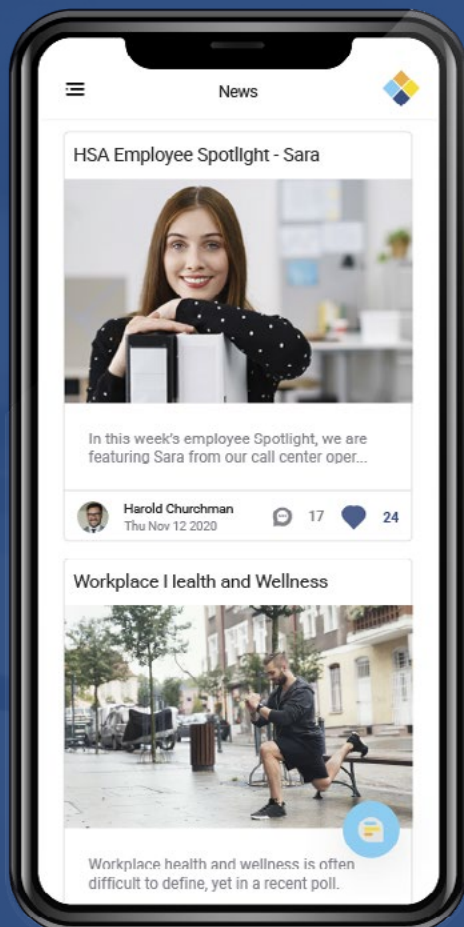 News
HSA Employee Spotlight - Sara
In this week's employee Spotlight, we are
featuring Sara from our call center oper...
Harold Churchman
Thu Nov 12 2020
17
24
Workplace Health and Wellness
Workplace health and wellness is often
difficult to define, yet in a recent poll.